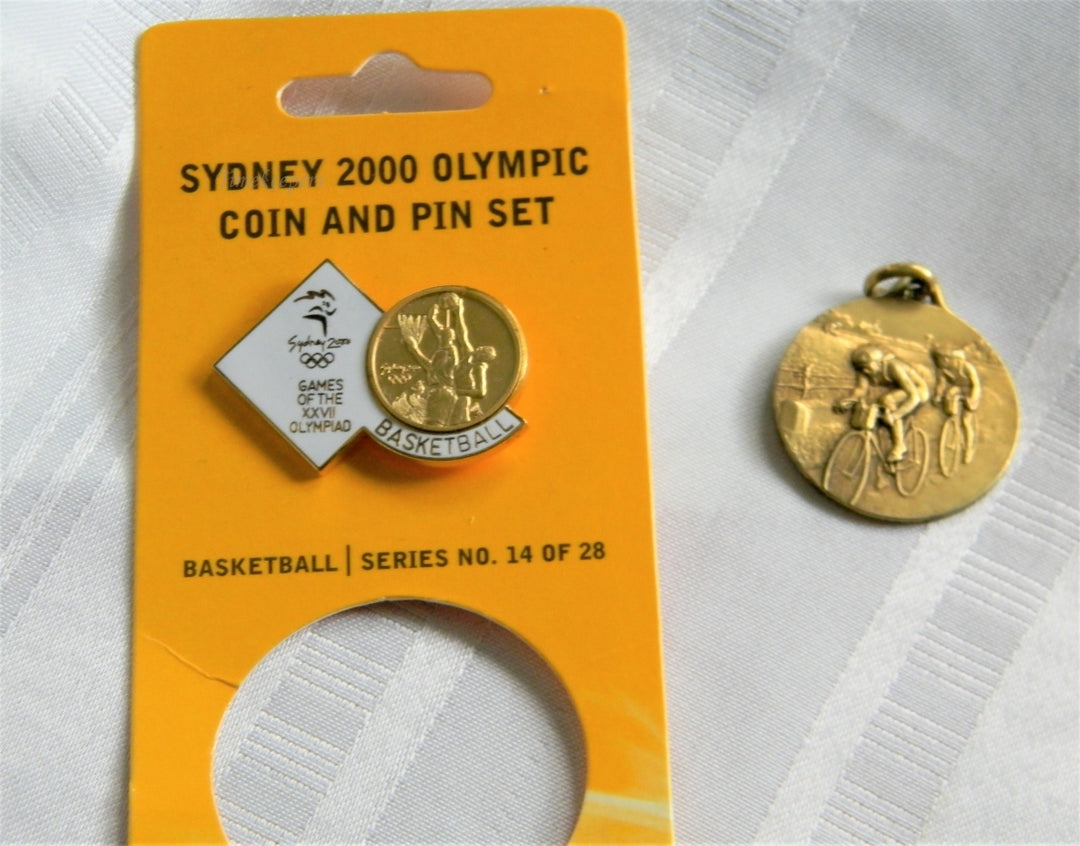 SYDNEY 2000 OLYMPIC
COIN AND PIN SET
Sydney 2000
GAMES
OF THE
XXVII
OLYMPIAD
BASKETBALL
BASKETBALL | SERIES NO. 14 OF 28